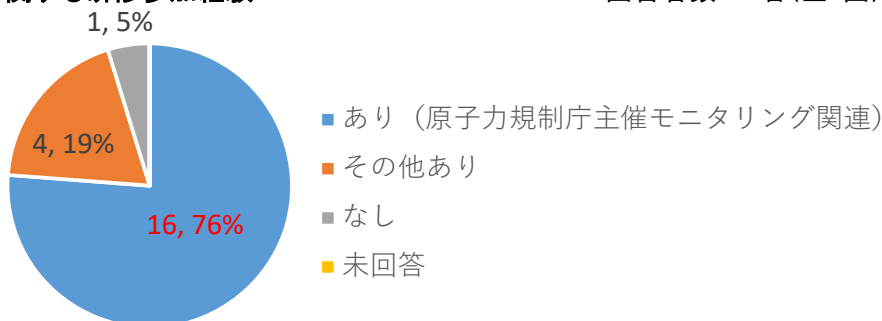 1, 5%
4, 19%
16, 76%
あり（原子力規制庁主催モニタリング関連）
その他あり
なし
未回答